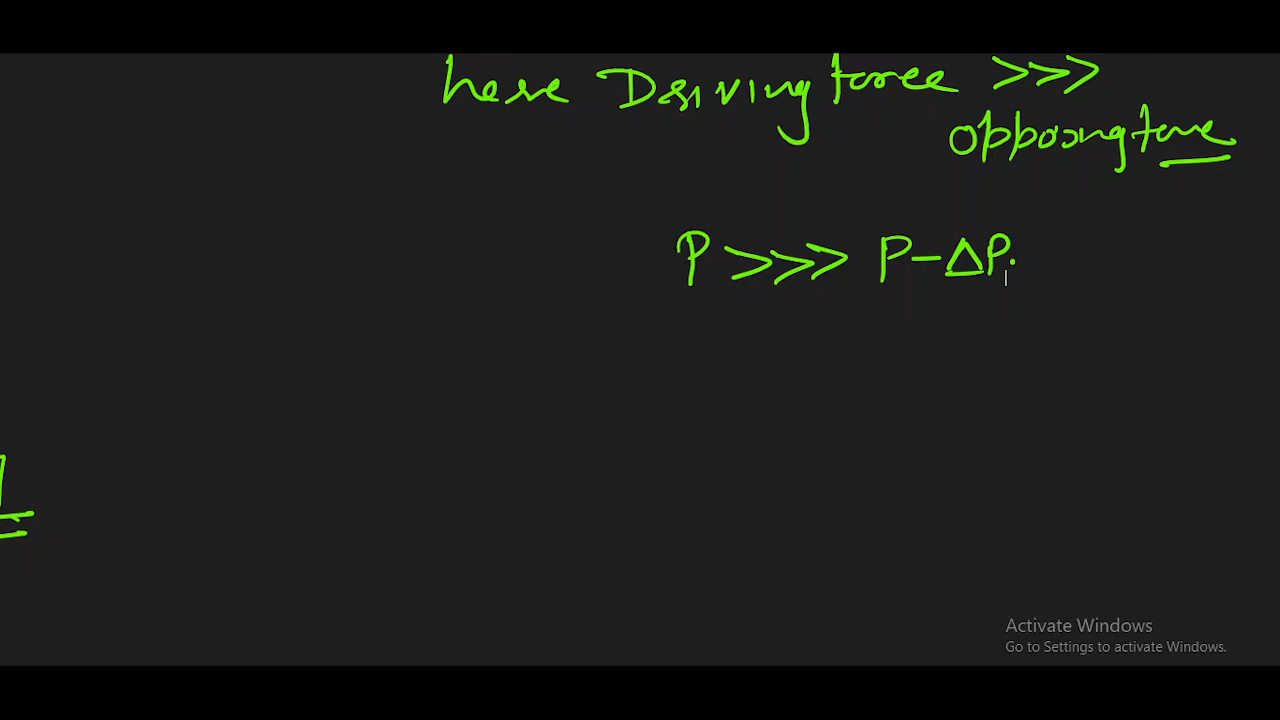 here Driving force >>>
opposing force
P >>> P-ΔP.
Activate Windows
Go to Settings to activate Windows.